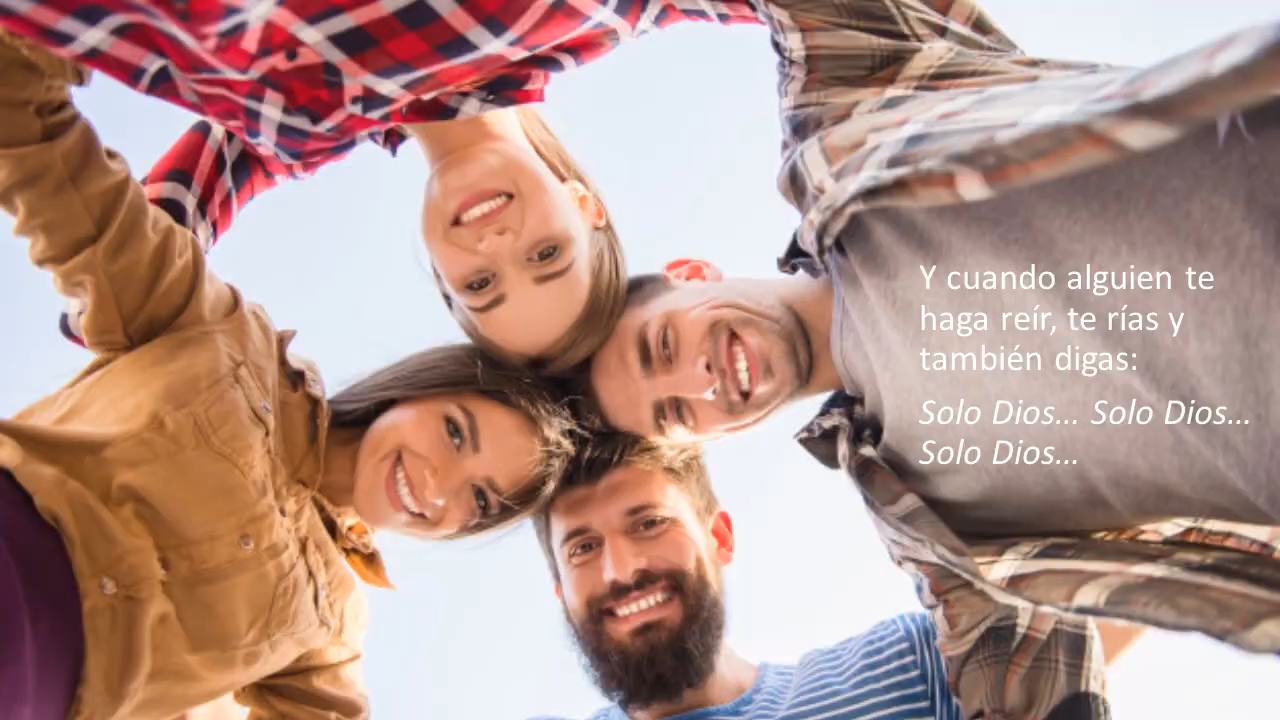 Y cuando alguien te
haga reír, te rías y
también digas:
Solo Dios... Solo Dios...
Solo Dios...